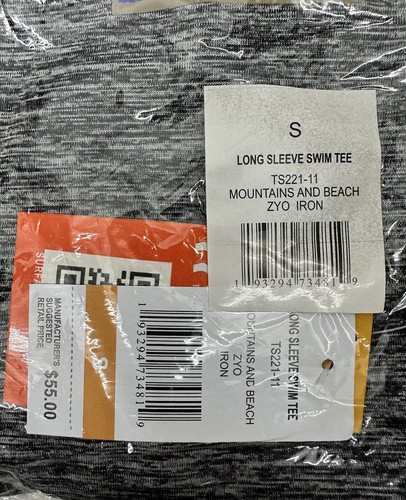 S
LONG SLEEVE SWIM TEE
TS221-11
MOUNTAINS AND BEACH
ZYO IRON
1 93294 73481 9
MANUFACTURER'S
SUGGESTED
RETAIL PRICE
$55.00
S
1 93294 73481 9
LONG SLEEVE SWIM TEE
TS221-11
MOUNTAINS AND BEACH
ZYO
IRON